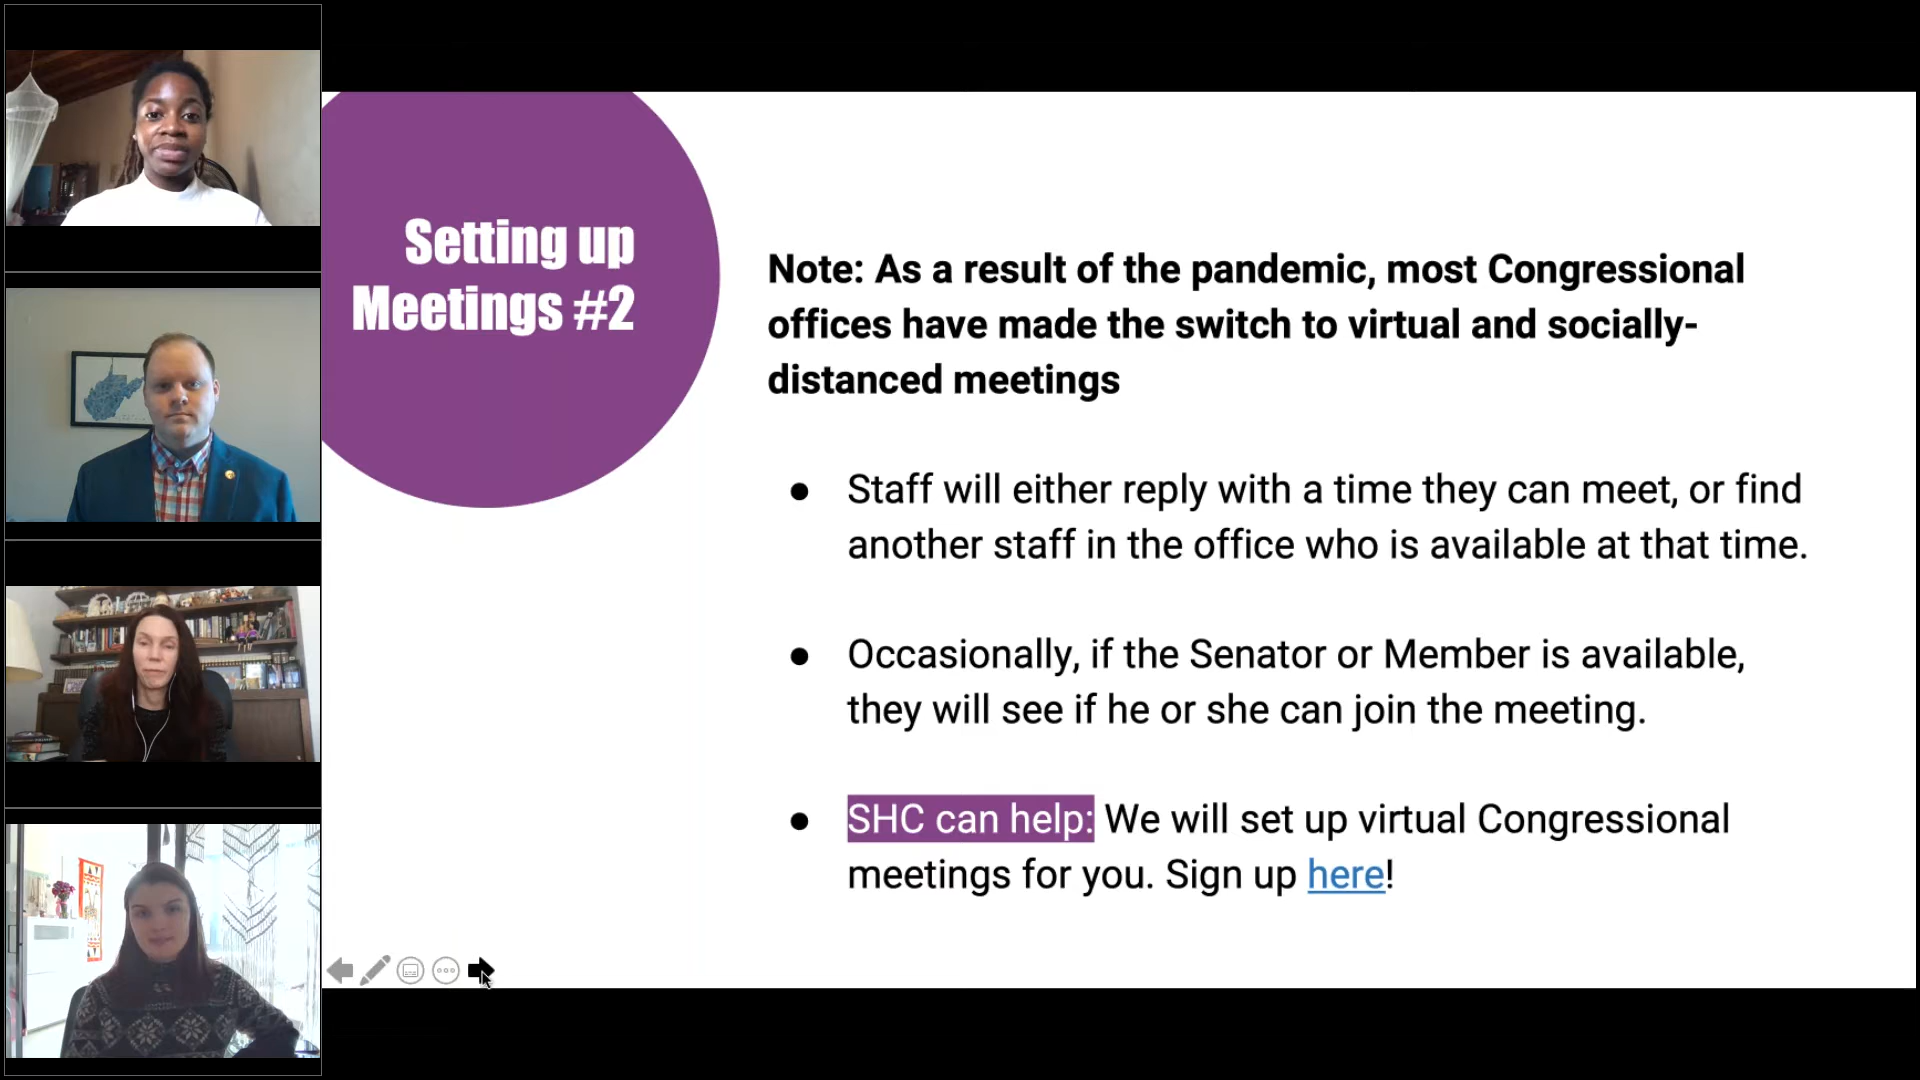 Setting up
Meetings #2
Note: As a result of the pandemic, most Congressional
offices have made the switch to virtual and socially-
distanced meetings
● Staff will either reply with a time they can meet, or find
another staff in the office who is available at that time.
● Occasionally, if the Senator or Member is available,
they will see if he or she can join the meeting.
● SHC can help: We will set up virtual Congressional
meetings for you. Sign up here!